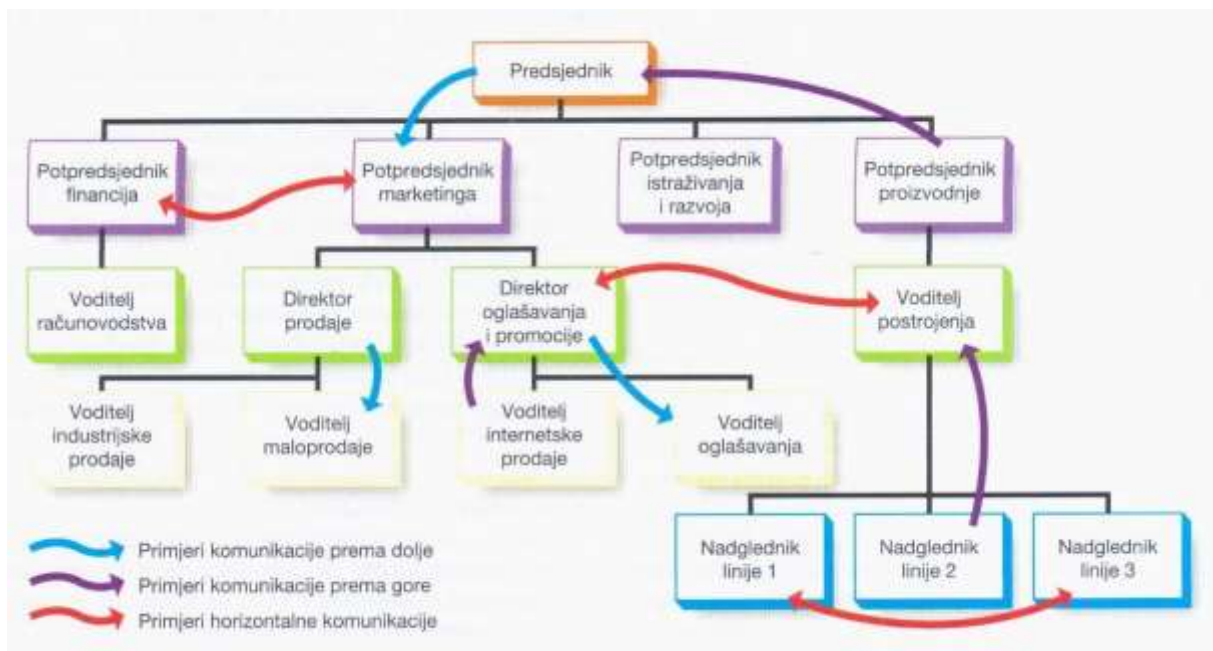 Predsjednik
Potpredsjednik
financija
Potpredsjednik
marketinga
Potpredsjednik
istraživanja
i razvoja
Potpredsjednik
proizvodnje
Voditelj
računovodstva
Direktor
prodaje
Direktor
oglašavanja
i promocije
Voditelj
postrojenja
Voditelj
industrijske
prodaje
Voditelj
maloprodaje
Voditelj
internetske
prodaje
Voditelj
oglašavanja
Nadglednik
linije 1
Nadglednik
linije 2
Nadglednik
linije 3
Primjeri komunikacije prema dolje
Primjeri komunikacije prema gore
Primjeri horizontalne komunikacije